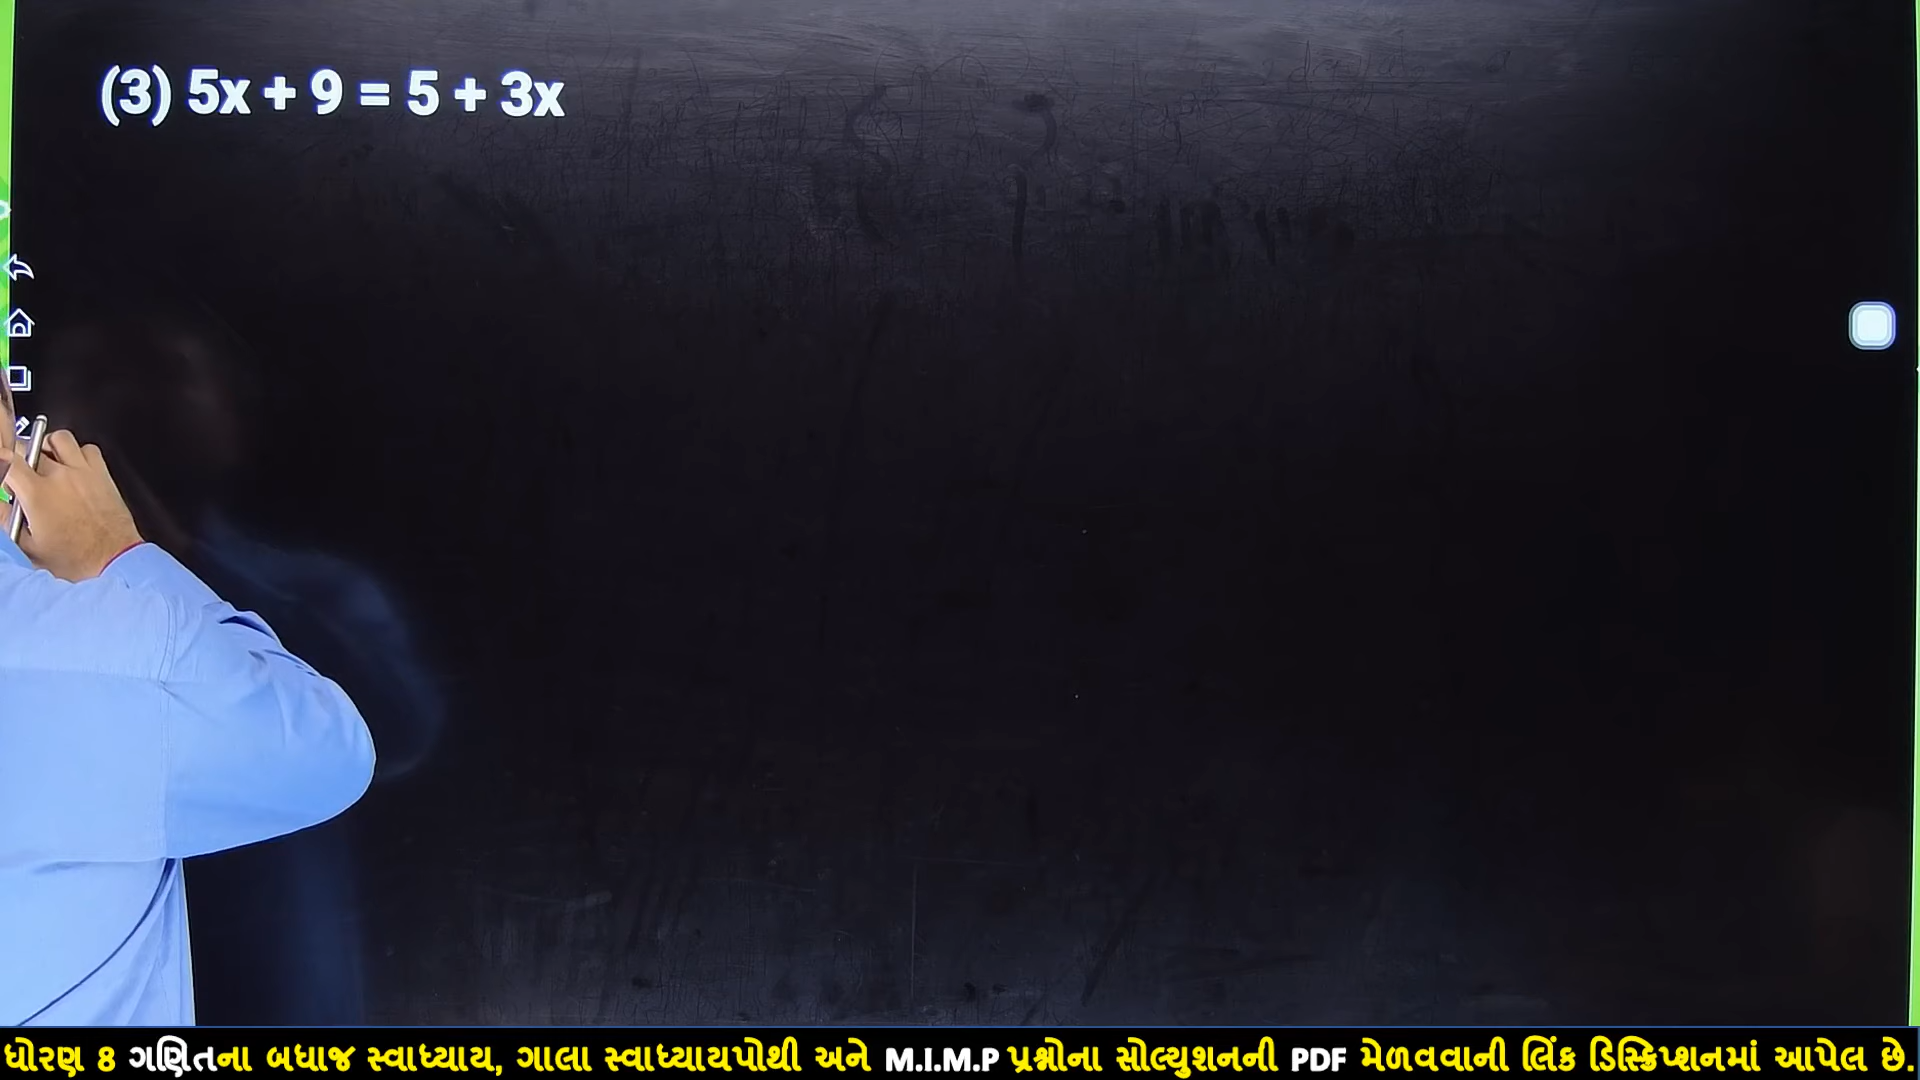 (3) 5x + 9 = 5 + 3x
ધોરણ 8 ગણિતના બધાજ સ્વાધ્યાય, ગાલા સ્વાધ્યાયપોથી અને M.I.M.P પ્રશ્નોના સોલ્યુશનની PDF મેળવવાની લિંક ડિસ્ક્રિપ્શનમાં આપેલ છે.